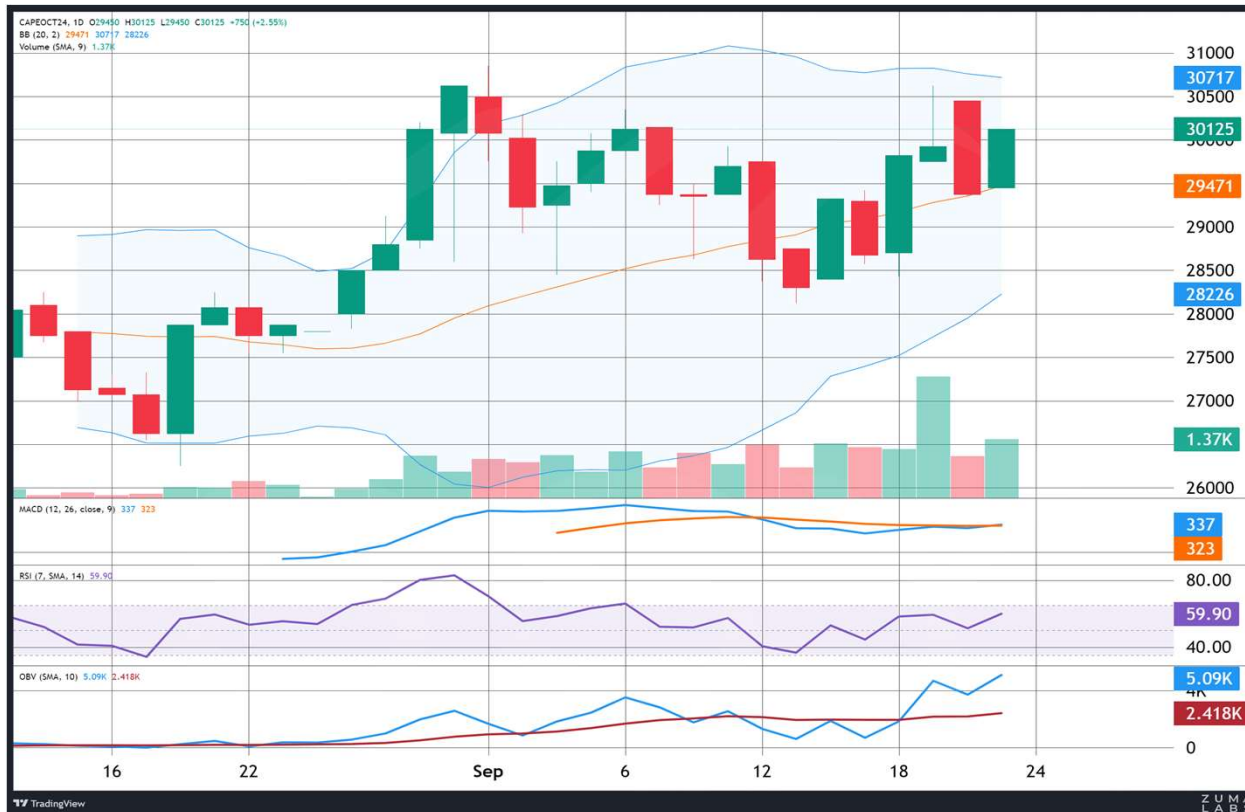 CAPEOCT24, 1D O29450 H30125 L29450 C30125 +750 (+2.55%)
BB (20, 2) 29471 30717 28226
Volume (SMA, 9) 1.37K
31000
30717
30500
30125
30000
29471
29000
28500
28226
28000
27500
27000
1.37K
26000
MACD (12, 26, close, 9) 337 323
337
323
RSI (7, SMA, 14) 59.90
80.00
59.90
40.00
OBV (SMA, 10) 5.09K 2.418K
5.09K
4K
2.418K
0
16 22 Sep 6 12 18 24
TradingView
ZUMA
LABS